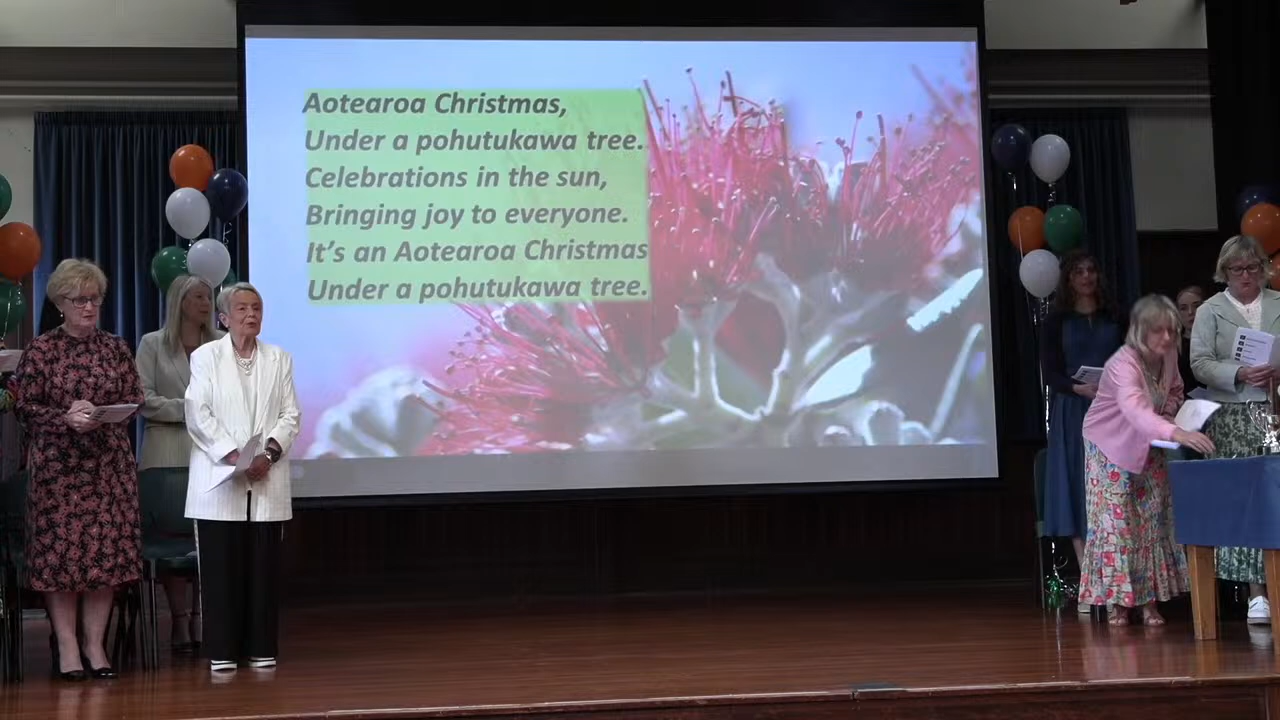 Aotearoa Christmas,
Under a pohutukawa tree.
Celebrations in the sun,
Bringing joy to everyone.
It's an Aotearoa Christmas
Under a pohutukawa tree.